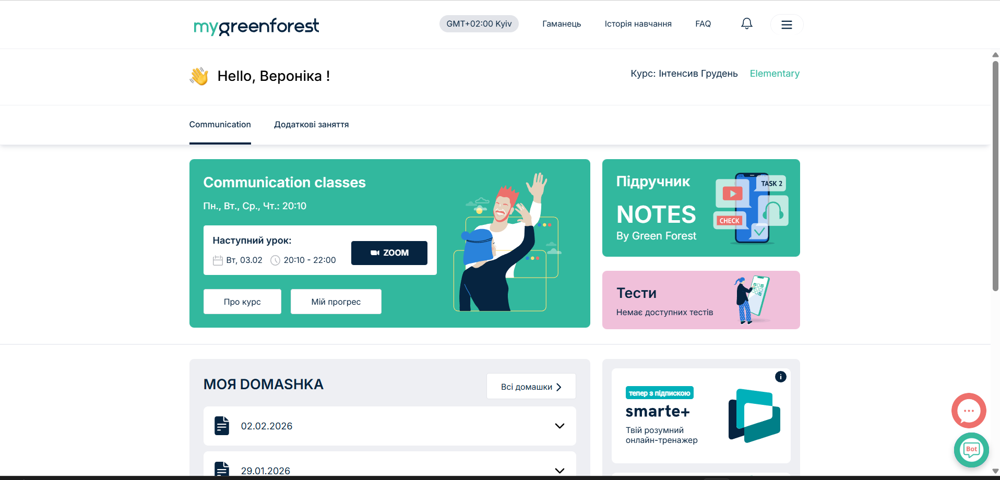 mygreenforest
GMT+02:00 Kyiv
Гаманець
Історія навчання
FAQ
Hello, Вероніка !
Курс: Інтенсив Грудень Elementary
Communication
Додаткові заняття
Communication classes
Пн., Вт., Ср., Чт.: 20:10
Наступний урок:
Вт, 03.02 20:10 - 22:00
ZOOM
Про курс
Мій прогрес
Підручник
NOTES
By Green Forest
TASK 2
CHECK
Тести
Немає доступних тестів
МОЯ DOMASHKA
Всі домашки
02.02.2026
29.01.2026
i
тепер з підпискою
smarte+
Твій розумний
онлайн-тренажер
Bot